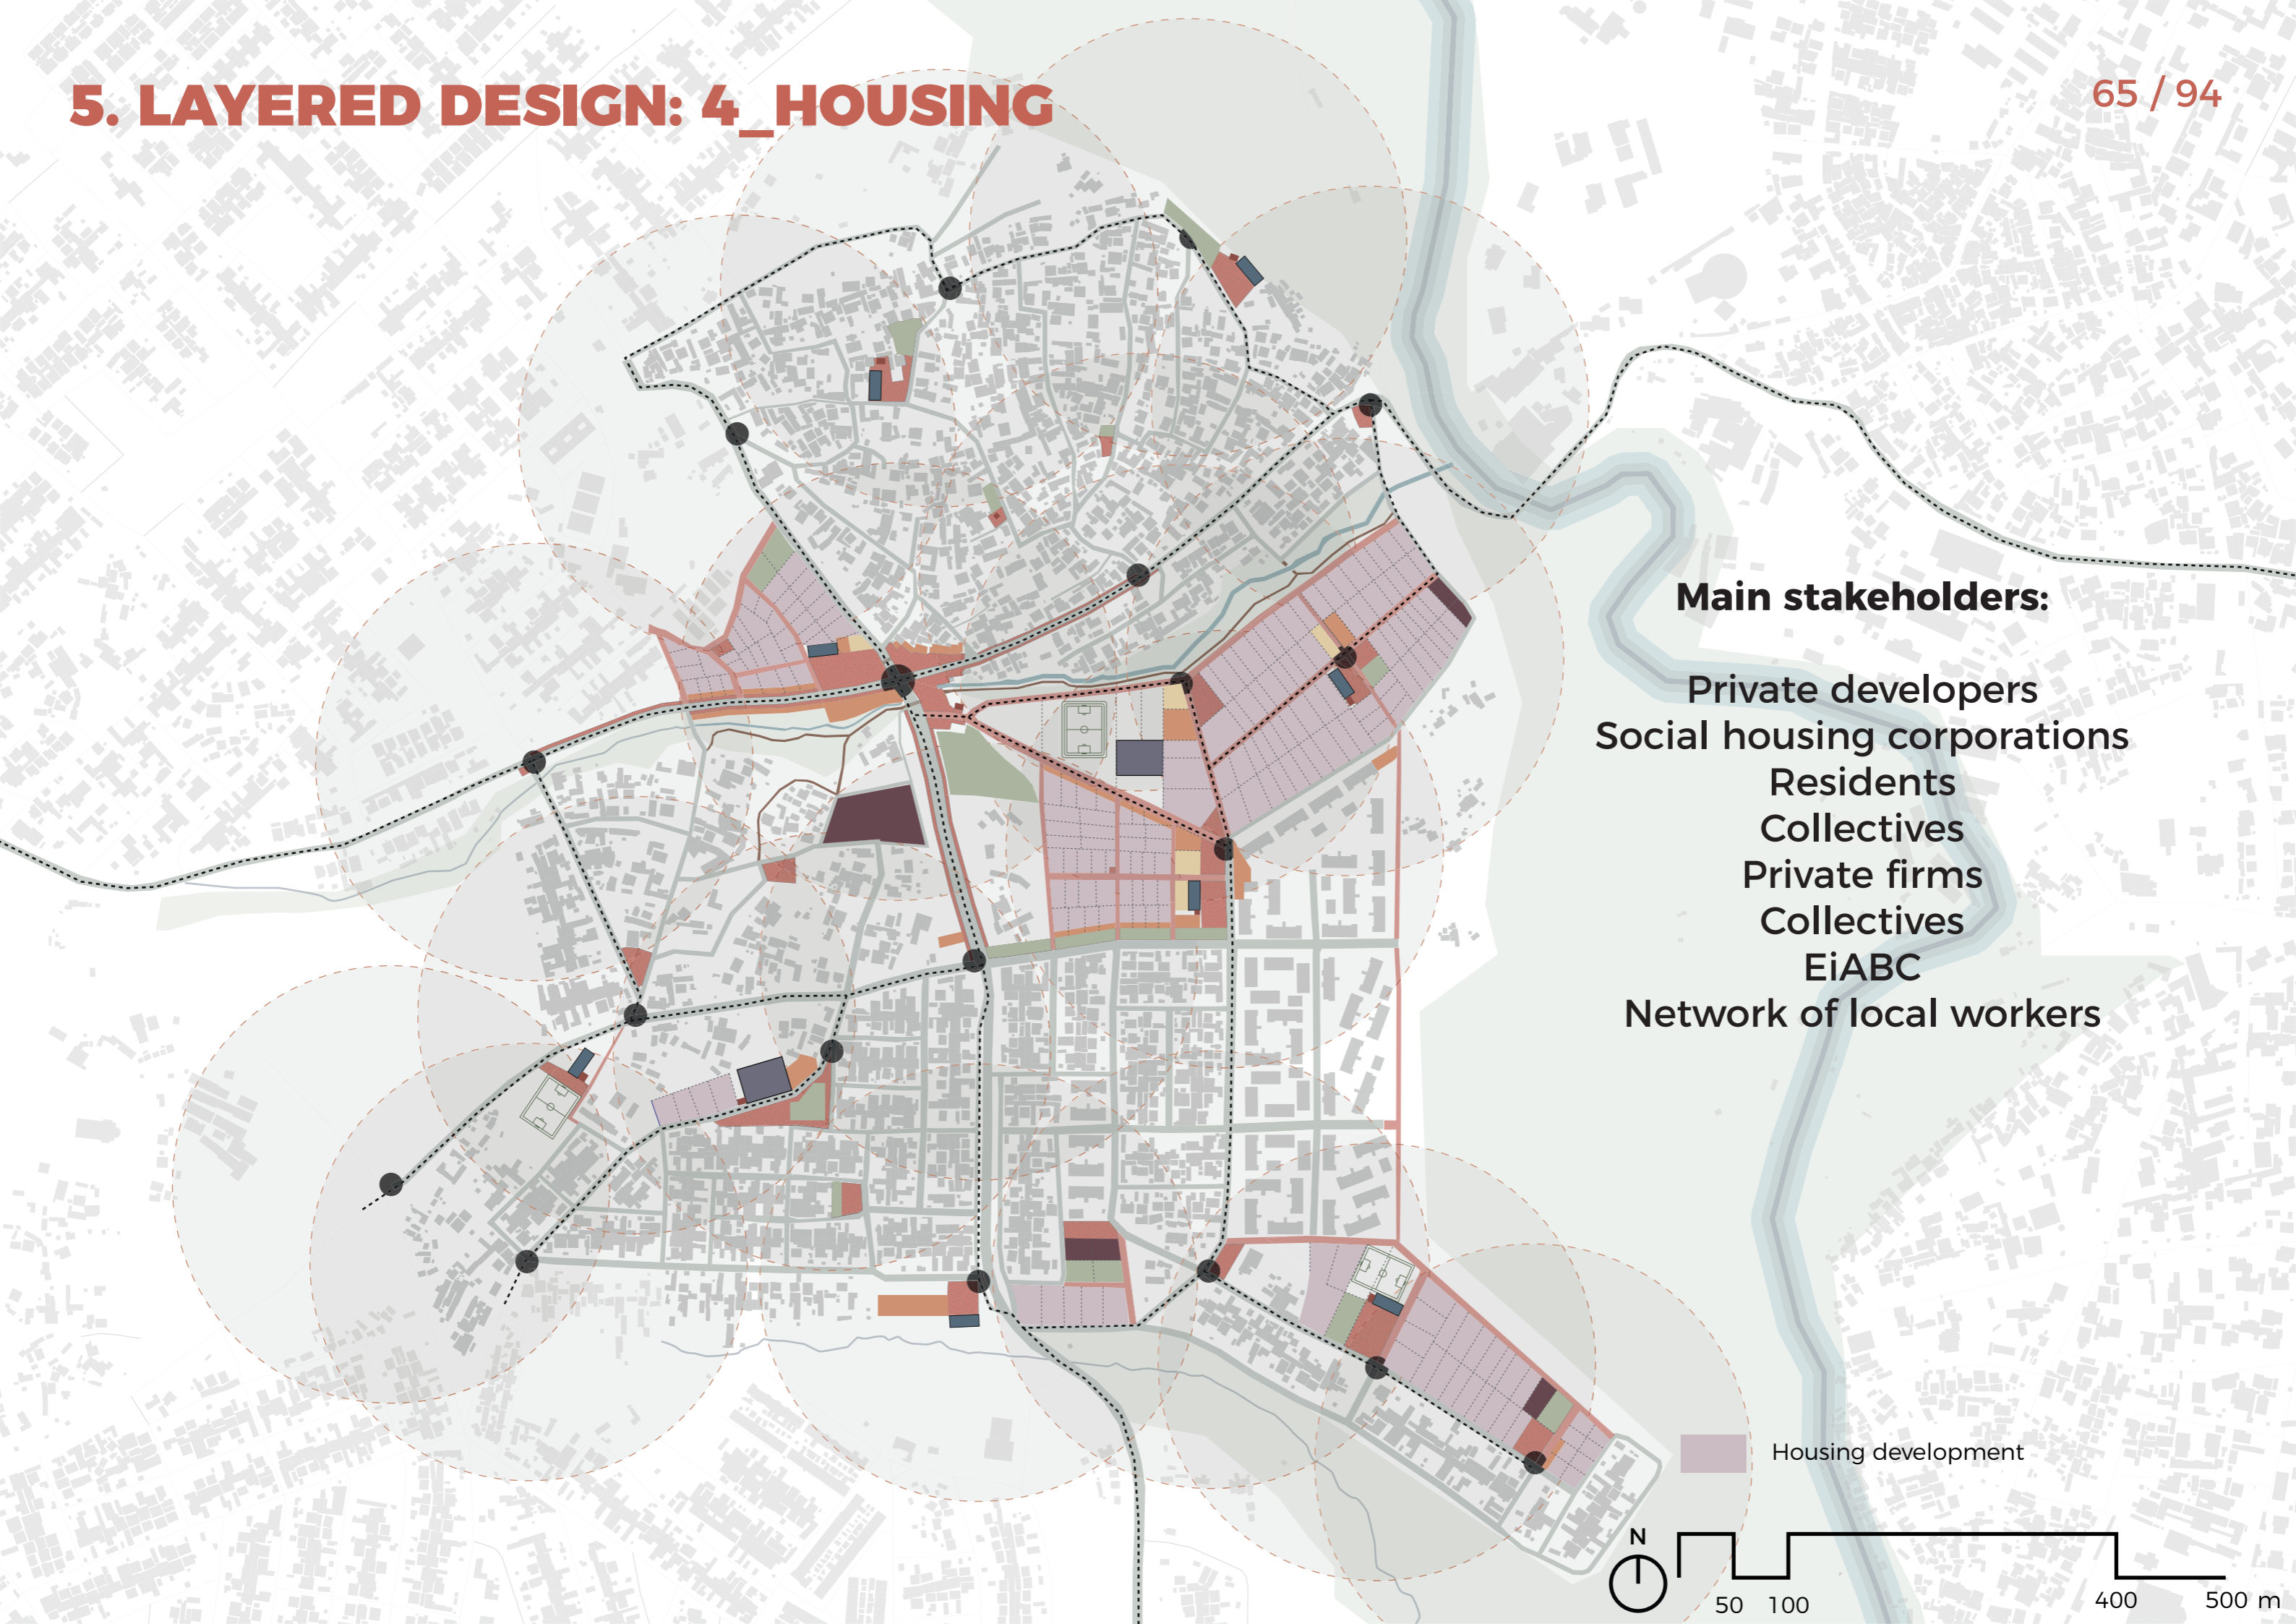 5. LAYERED DESIGN: 4_HOUSING
65 / 94
Main stakeholders:
Private developers
Social housing corporations
Residents
Collectives
Private firms
Collectives
EiABC
Network of local workers
Housing development
N
50 100 400 500 m